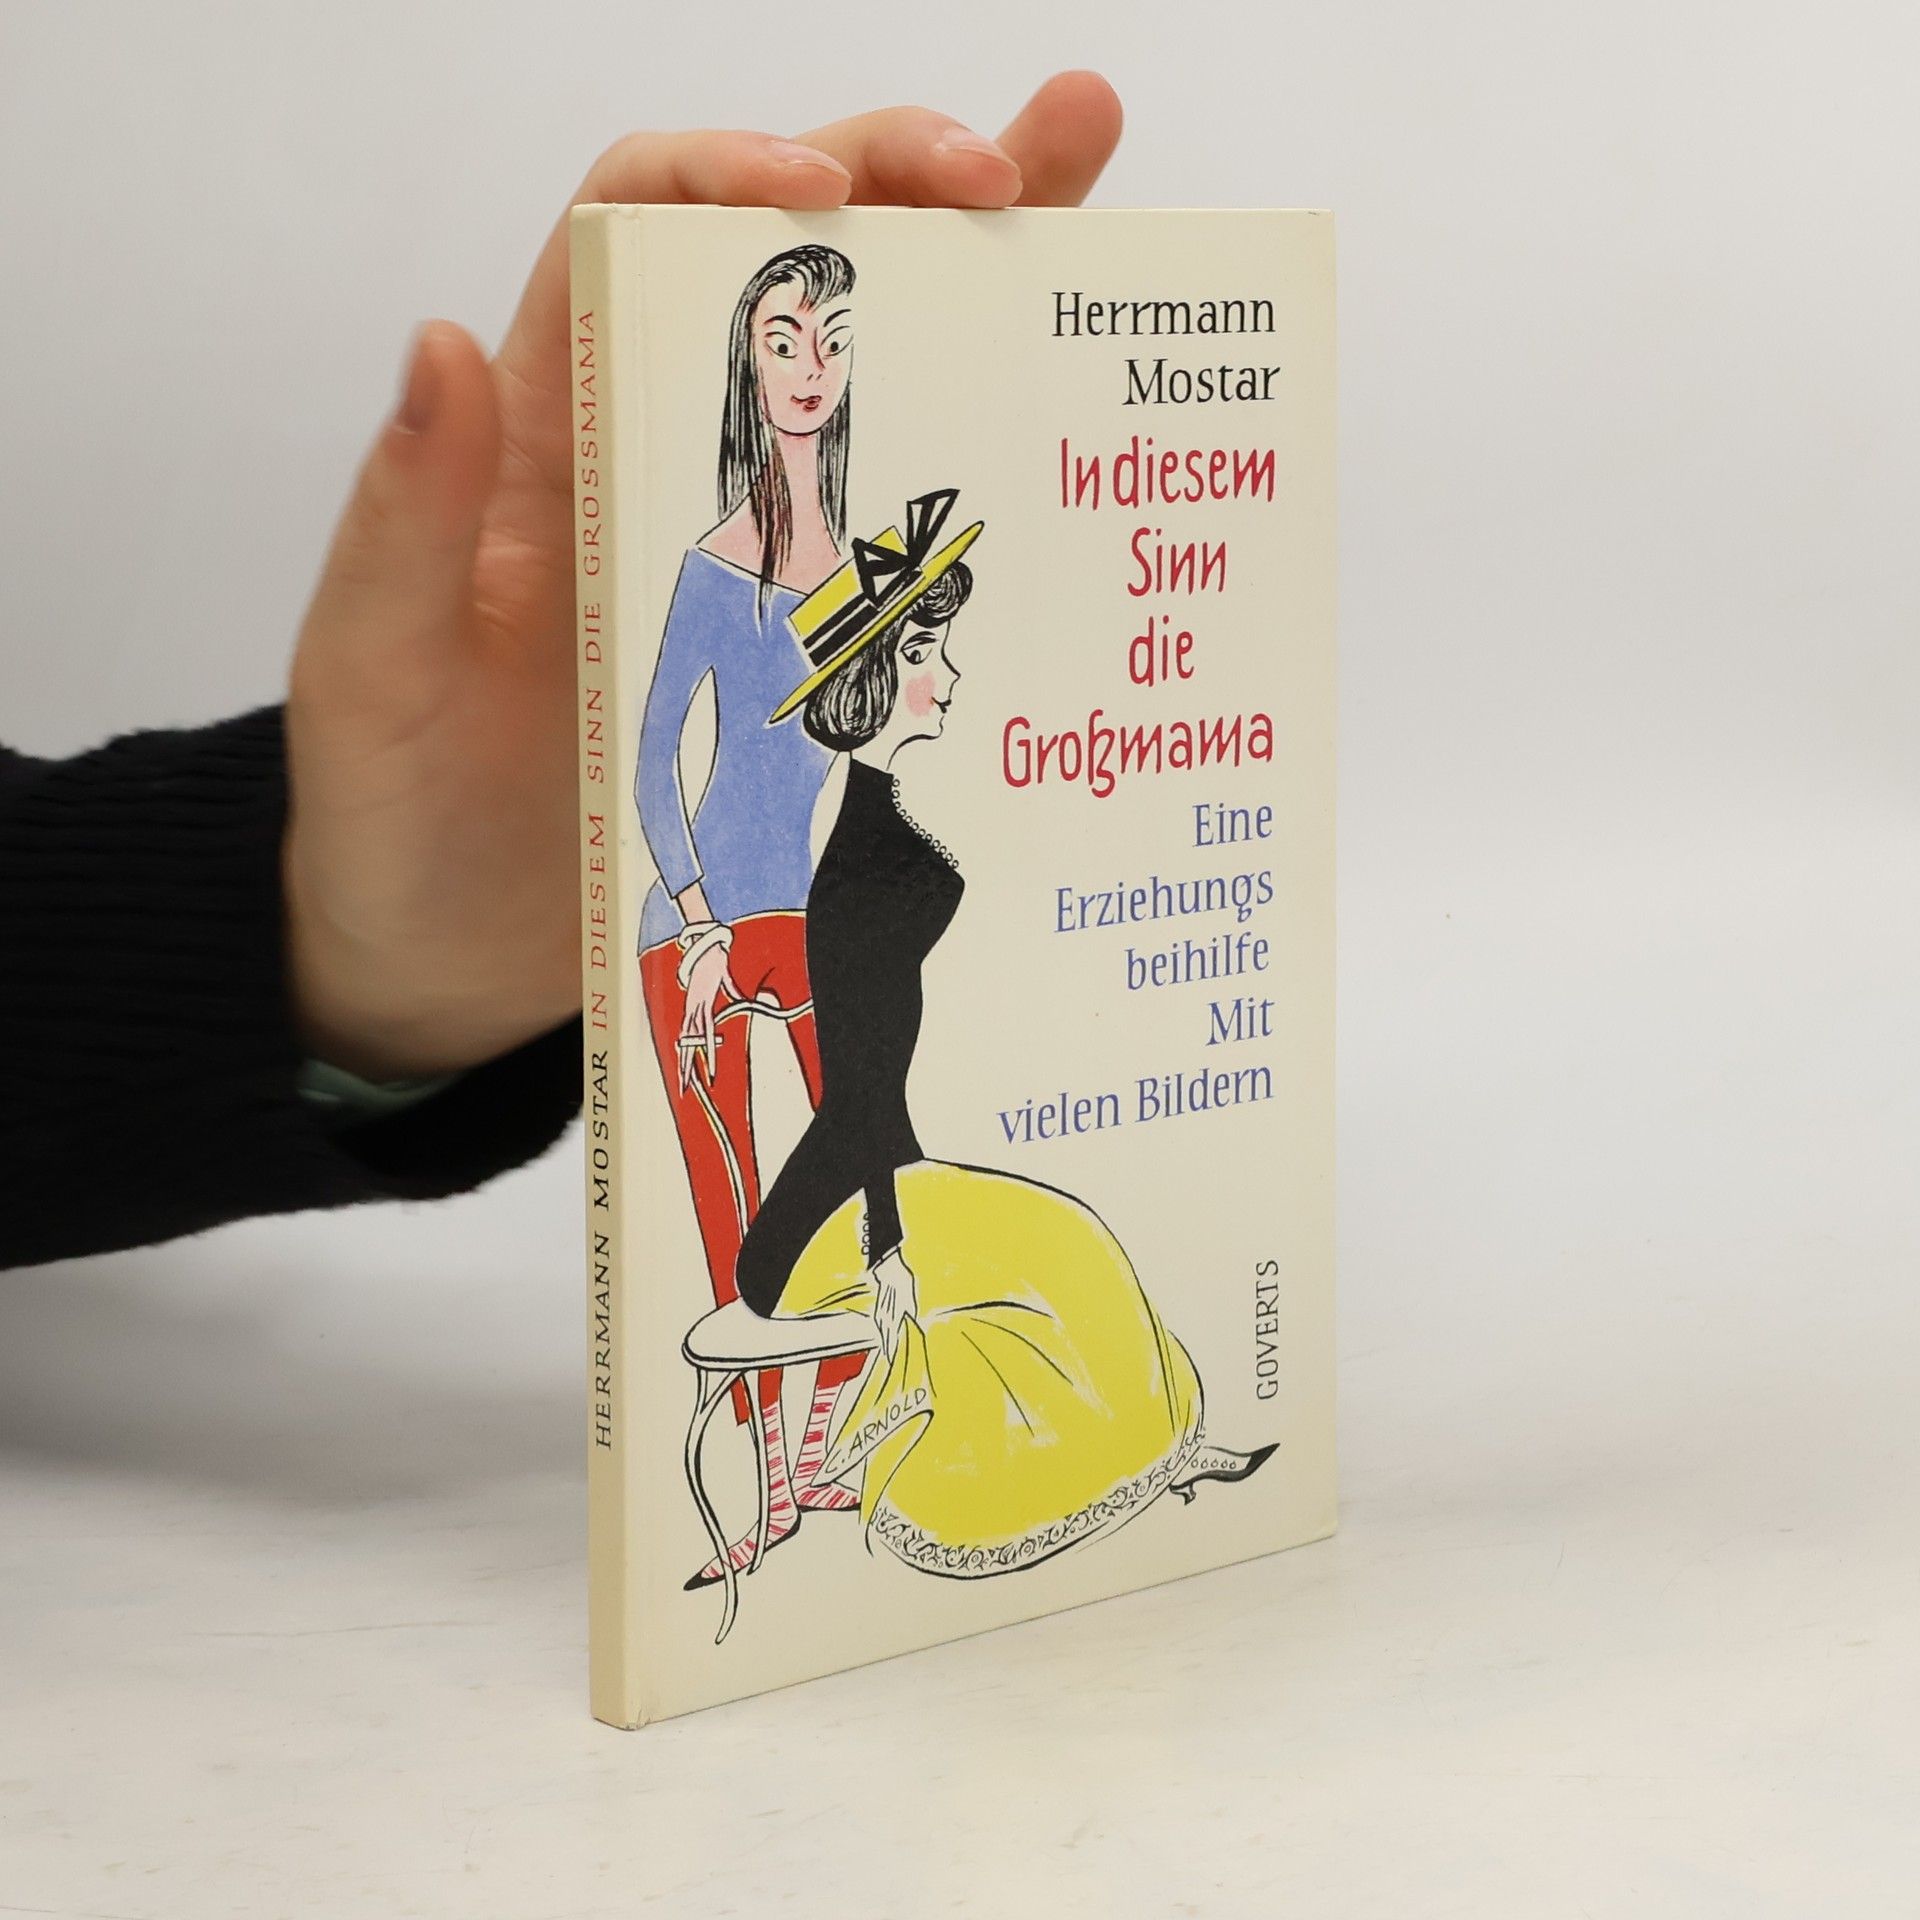 Herrmann
Mostar
In diesem
Sinn
die
Großmama
Eine
Erziehungs
beihilfe
Mit
vielen Bildern
GOVERTS
C. ARNOLD
HERRMANN MOSTAR IN DIESEM SINN DIE GROSSMAMA